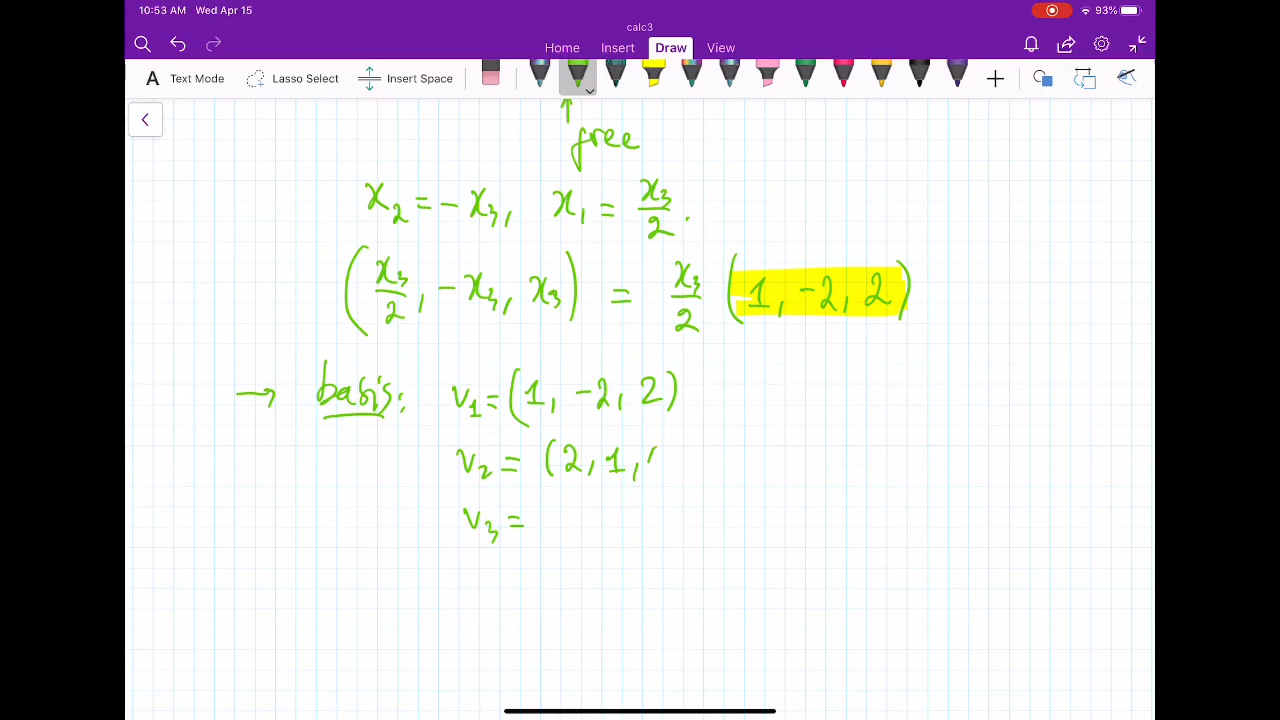 10:53 AM Wed Apr 15
93%
calc3
Home Insert Draw View
A Text Mode Lasso Select Insert Space
↑
free
x₂ = -x₃, x₁ = x₃/2.
(x₃/2, -x₃, x₃) = x₃/2 (1, -2, 2)
→ basis: v₁ = (1, -2, 2)
v₂ = (2, 1,
v₃ =